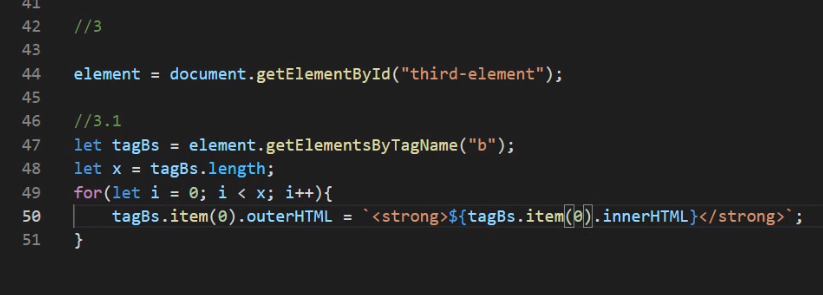 41
42 //3
43
44 element = document.getElementById("third-element");
45
46 //3.1
47 let tagBs = element.getElementsByTagName("b");
48 let x = tagBs.length;
49 for(let i = 0; i < x; i++){
50     tagBs.item(0).outerHTML = `<strong>${tagBs.item(0).innerHTML}</strong>`;
51 }